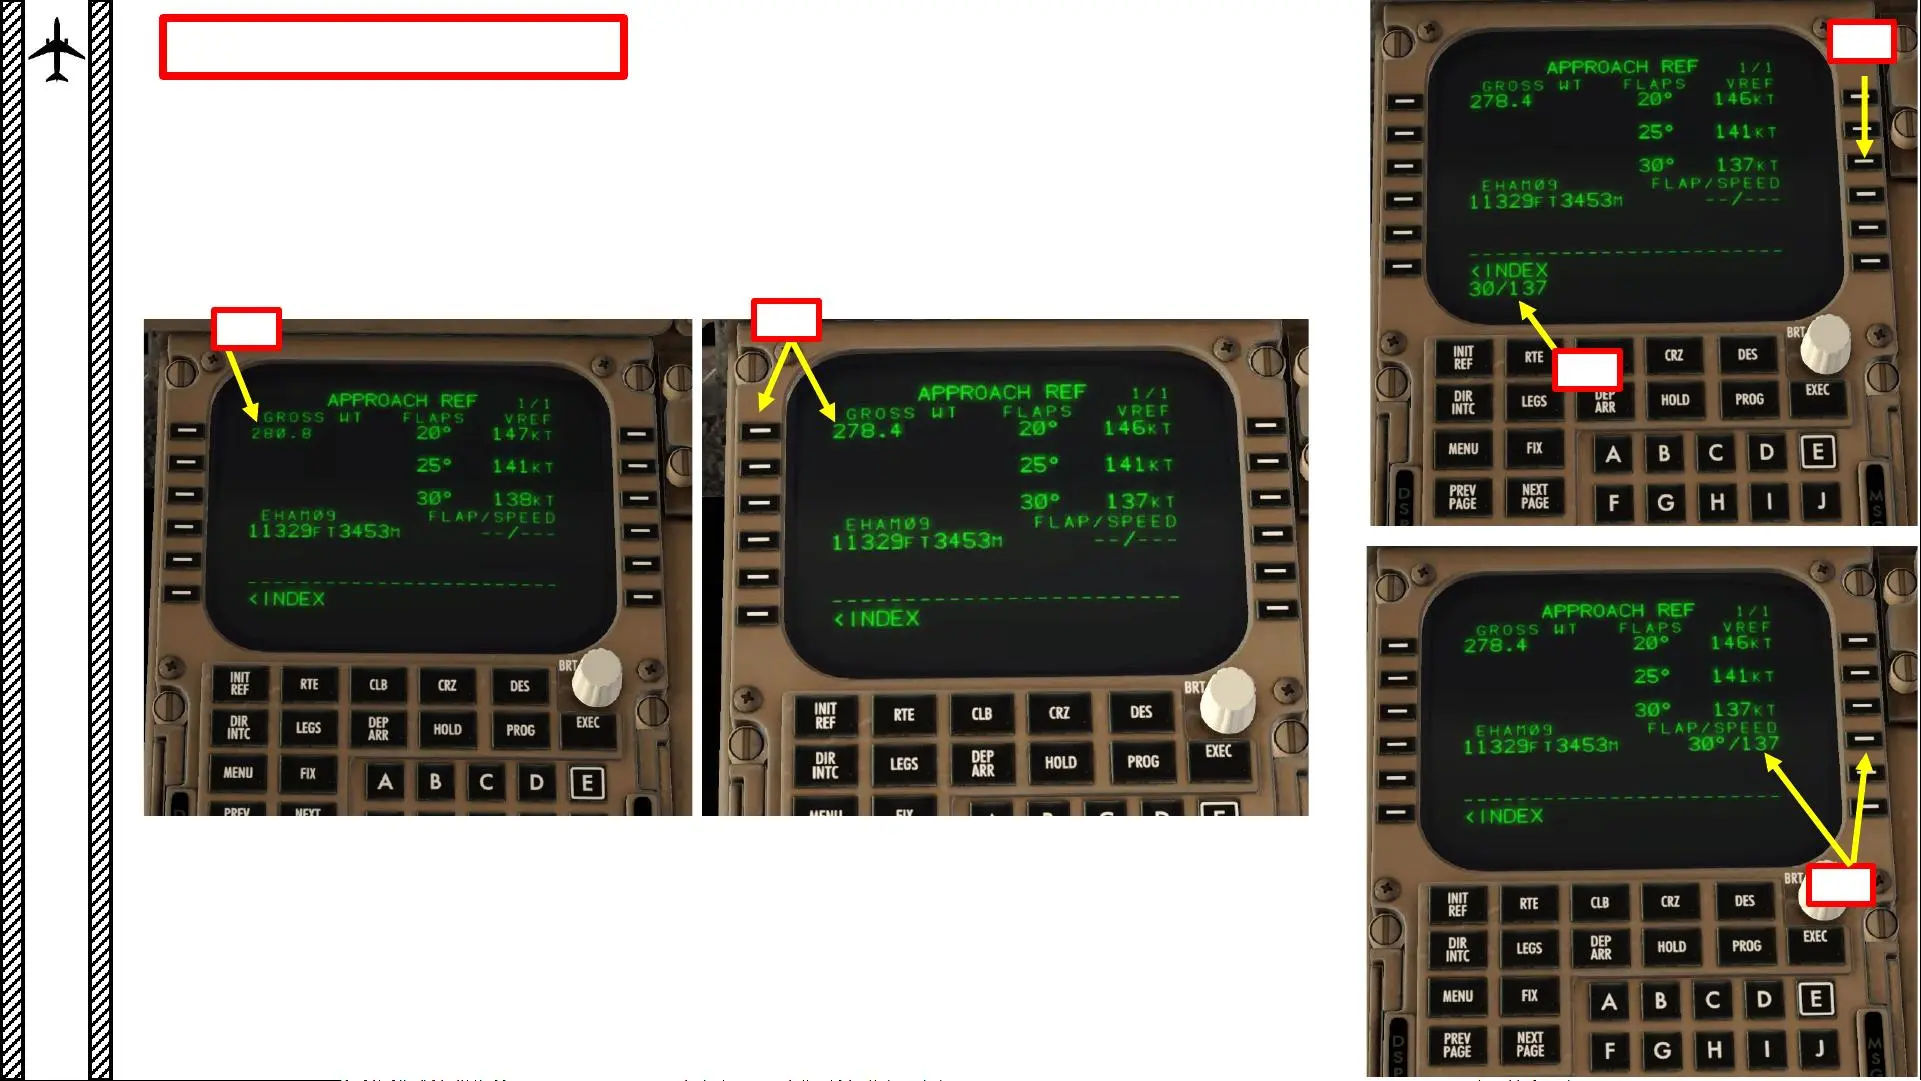 APPROACH REF 1/1
GROSS WT FLAPS VREF
280.8 20° 147KT
25° 141KT
30° 138KT
EHAM09 FLAP/SPEED
11329FT3453M --/---
<INDEX
BRT
INIT REF RTE CLB CRZ DES
DIR INTC LEGS DEP ARR HOLD PROG EXEC
MENU FIX A B C D E
PREV NEXT
APPROACH REF 1/1
GROSS WT FLAPS VREF
278.4 20° 146KT
25° 141KT
30° 137KT
EHAM09 FLAP/SPEED
11329FT3453M --/---
<INDEX
BRT
INIT REF RTE CLB CRZ DES
DIR INTC LEGS DEP ARR HOLD PROG EXEC
MENU FIX A B C D E
APPROACH REF 1/1
GROSS WT FLAPS VREF
278.4 20° 146KT
25° 141KT
30° 137KT
EHAM09 FLAP/SPEED
11329FT3453M --/---
<INDEX
30/137
BRT
INIT REF RTE CRZ DES
DIR INTC LEGS DEP ARR HOLD PROG EXEC
MENU FIX A B C D E
PREV PAGE NEXT PAGE F G H I J
DSP MSG
APPROACH REF 1/1
GROSS WT FLAPS VREF
278.4 20° 146KT
25° 141KT
30° 137KT
EHAM09 FLAP/SPEED
11329FT3453M 30°/137
<INDEX
BRT
INIT REF RTE CLB CRZ DES
DIR INTC LEGS DEP ARR HOLD PROG EXEC
MENU FIX A B C D E
PREV PAGE NEXT PAGE F G H I J
DSP MSG